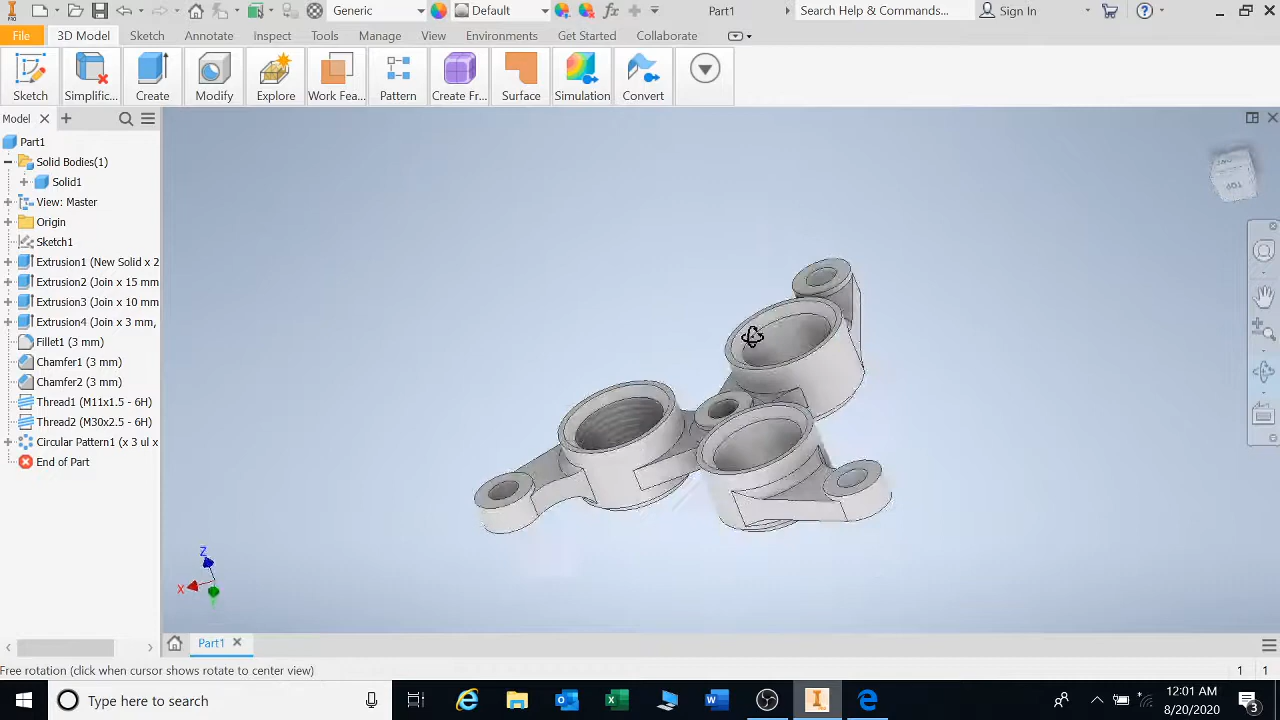 PRO
Generic
Default
Part1
Search Help & Commands...
Sign In
File
3D Model
Sketch
Annotate
Inspect
Tools
Manage
View
Environments
Get Started
Collaborate
Sketch
Simplific...
Create
Modify
Explore
Work Fea...
Pattern
Create Fr...
Surface
Simulation
Convert
Model
Part1
Solid Bodies(1)
Solid1
View: Master
Origin
Sketch1
Extrusion1 (New Solid x 2
Extrusion2 (Join x 15 mm
Extrusion3 (Join x 10 mm
Extrusion4 (Join x 3 mm,
Fillet1 (3 mm)
Chamfer1 (3 mm)
Chamfer2 (3 mm)
Thread1 (M11x1.5 - 6H)
Thread2 (M30x2.5 - 6H)
Circular Pattern1 (x 3 ul x
End of Part
TOP
Z
X
Part1
Free rotation (click when cursor shows rotate to center view)
1
1
Type here to search
12:01 AM
8/20/2020
3